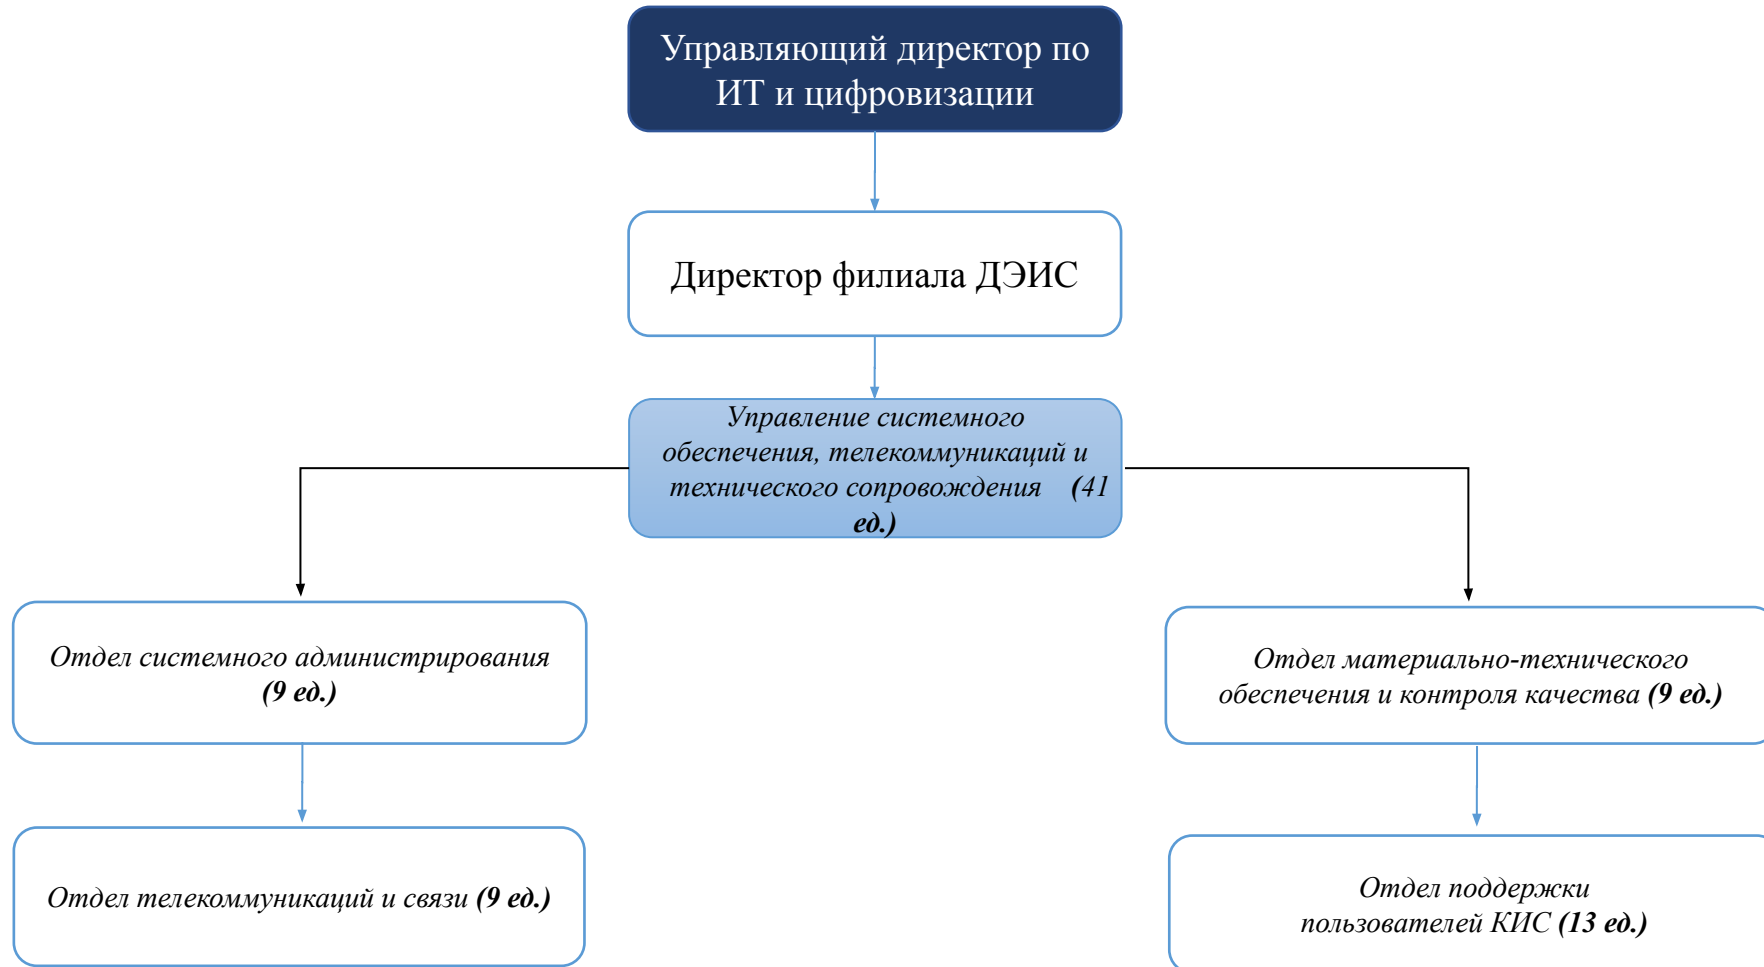 Управляющий директор по
ИТ и цифровизации
Директор филиала ДЭИС
Управление системного
обеспечения, телекоммуникаций и
технического сопровождения (41
ед.)
Отдел системного администрирования
(9 ед.)
Отдел материально-технического
обеспечения и контроля качества (9 ед.)
Отдел телекоммуникаций и связи (9 ед.)
Отдел поддержки
пользователей КИС (13 ед.)